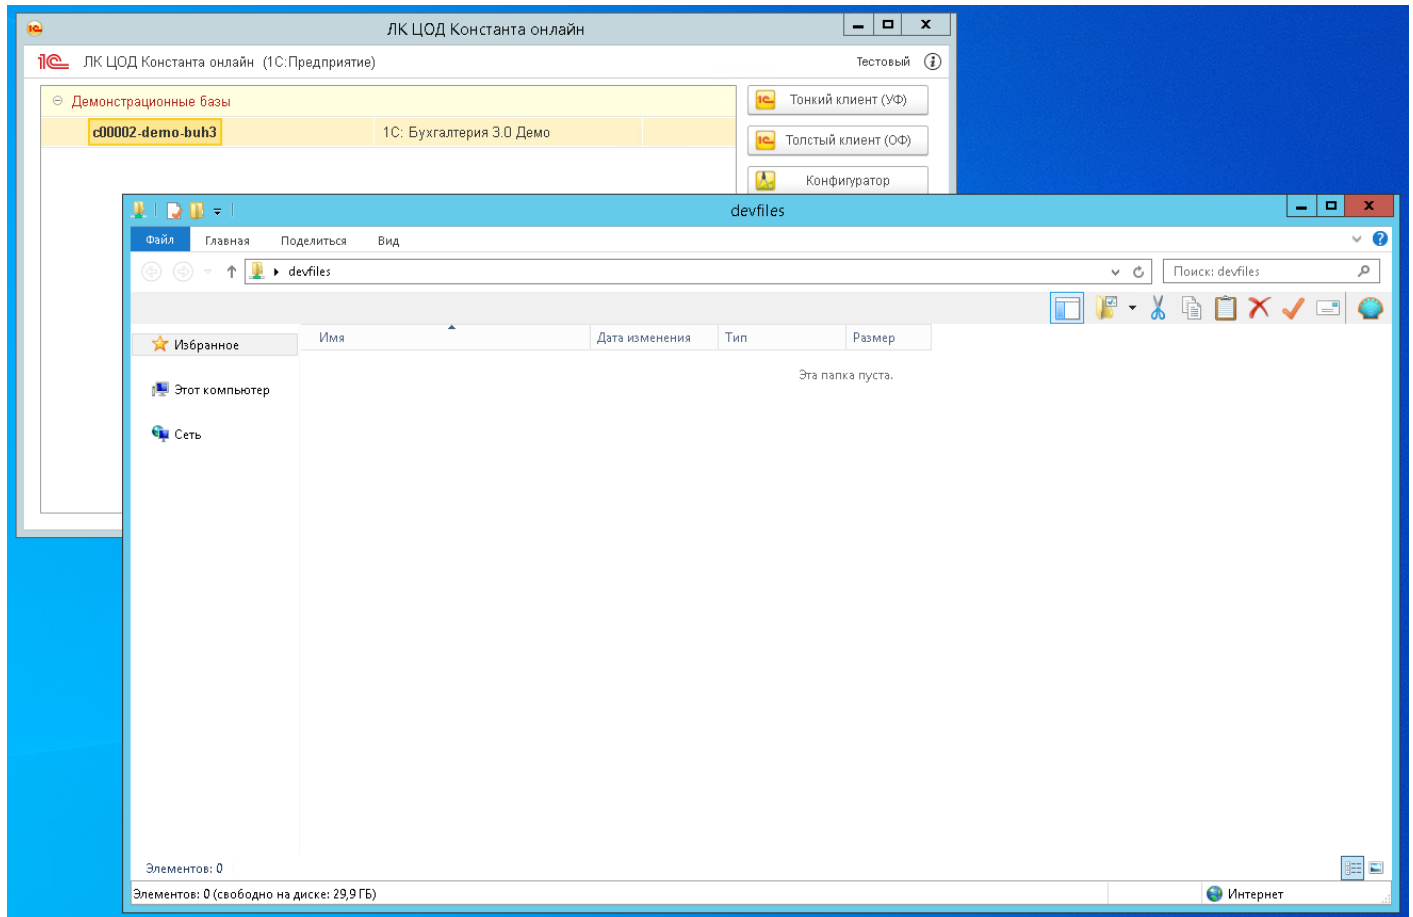 1С
ЛК ЦОД Константа онлайн
1С ЛК ЦОД Константа онлайн (1С:Предприятие)
Тестовый
i
Демонстрационные базы
c00002-demo-buh3
1С: Бухгалтерия 3.0 Демо
Тонкий клиент (УФ)
Толстый клиент (ОФ)
Конфигуратор
devfiles
Файл Главная Поделиться Вид
devfiles
Поиск: devfiles
Имя Дата изменения Тип Размер
Избранное
Эта папка пуста.
Этот компьютер
Сеть
Элементов: 0
Элементов: 0 (свободно на диске: 29,9 ГБ)
Интернет